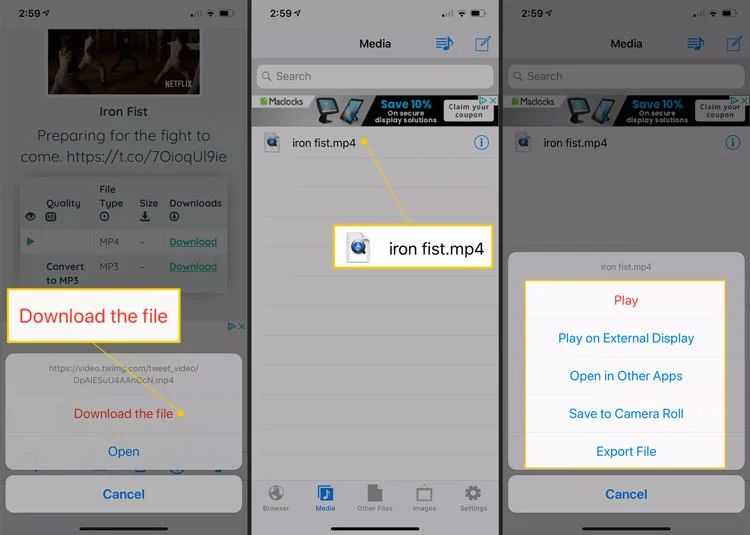 2:59
NETFLIX
Iron Fist
Preparing for the fight to
come. https://t.co/7OioqUl9ie
Quality File Type Size Downloads
MP4 - Download
Convert to MP3 MP3 - Download
Download the file
https://video.twimg.com/tweet_video/
DpAIESuU4AAnCcN.mp4
Download the file
Open
Cancel
2:59
Media
Search
Maclocks
Save 10%
On secure
display solutions
Claim your
coupon
iron fist.mp4
iron fist.mp4
Browser Media Other Files Images Settings
2:59
Media
Search
Maclocks
Save 10%
On secure
display solutions
Claim your
coupon
iron fist.mp4
iron fist.mp4
Play
Play on External Display
Open in Other Apps
Save to Camera Roll
Export File
Cancel